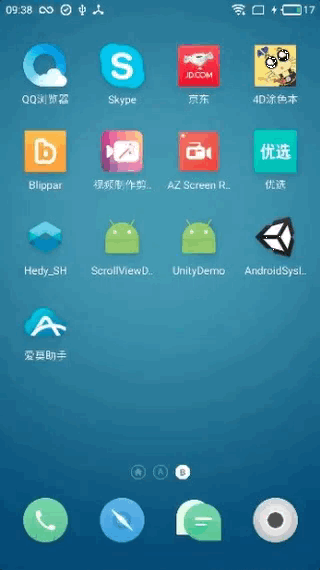 09:38
17
QQ浏览器
Skype
JD.COM
京东
4D涂色本
Blippar
视频制作剪..
AZ Screen R..
优选
优选
Hedy_SH
ScrollViewD..
UnityDemo
AndroidSysI..
爱莫助手
A
B